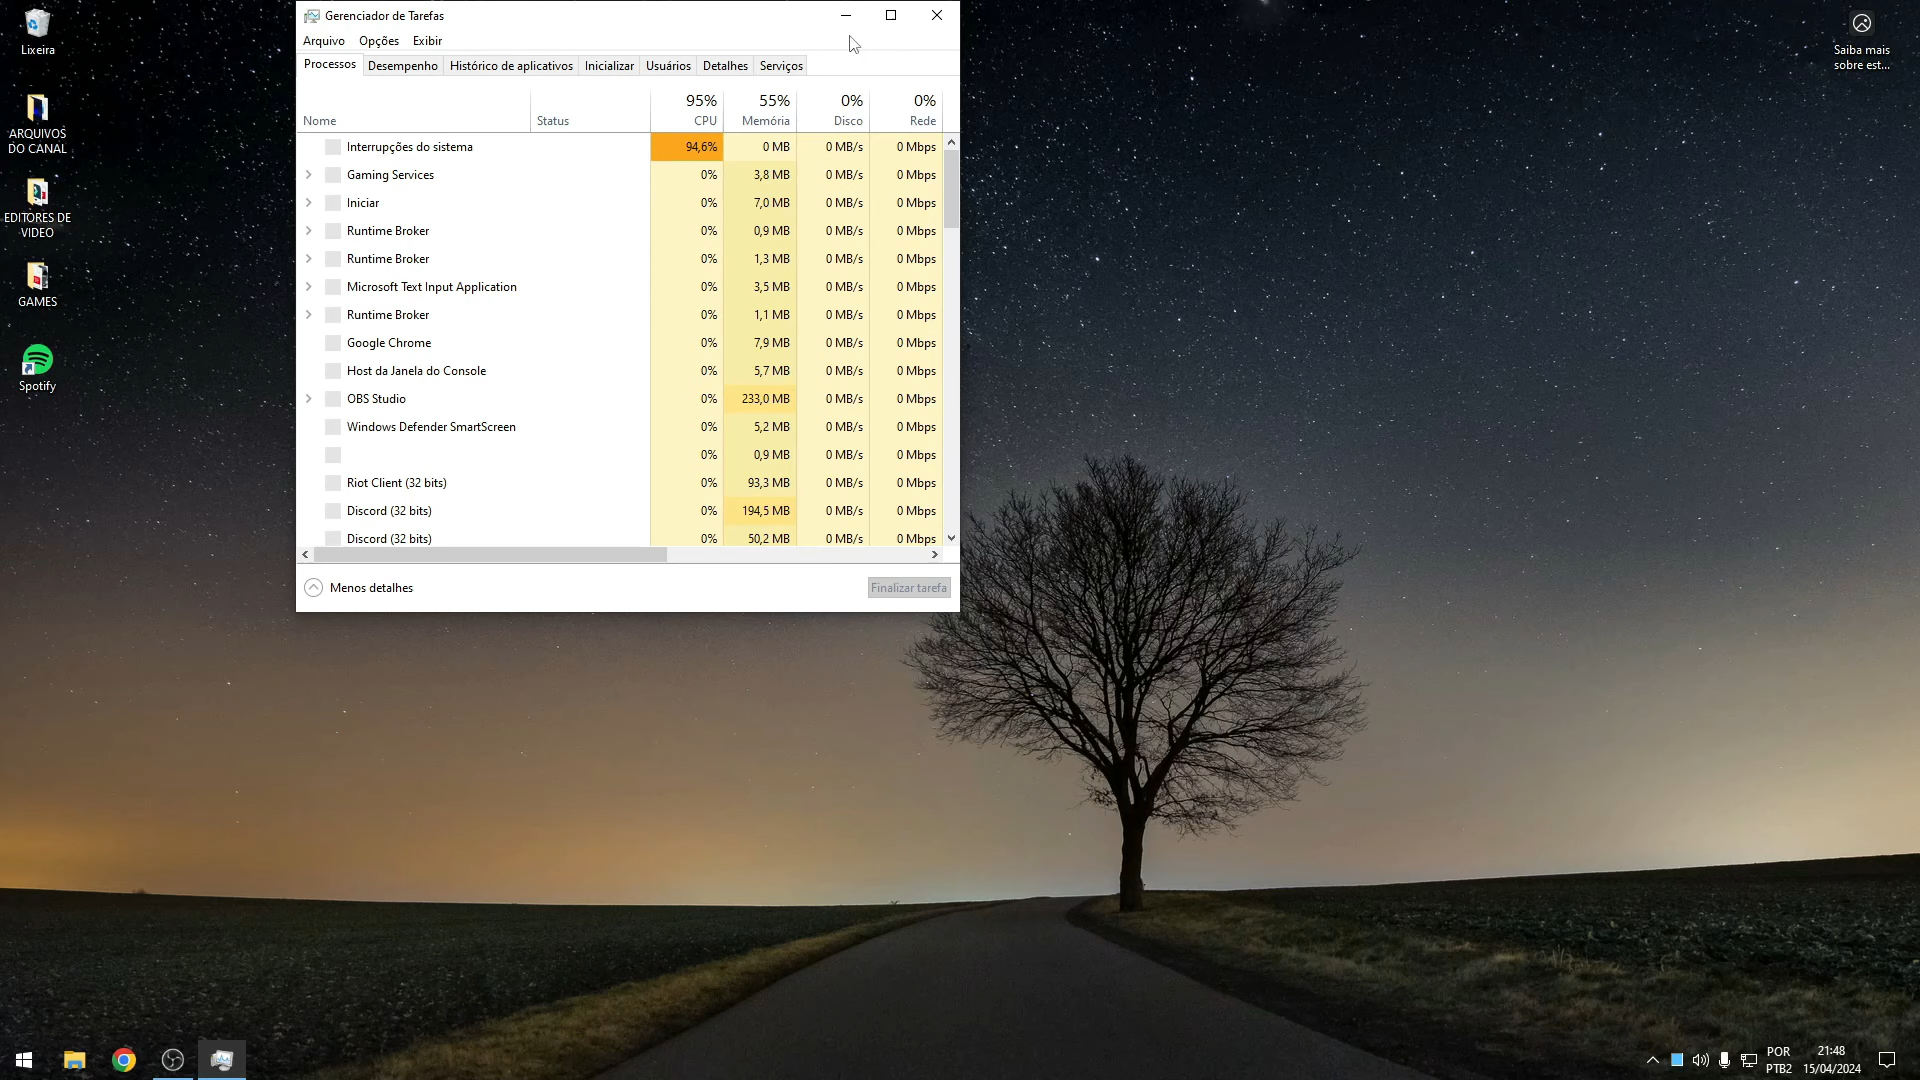 Lixeira
ARQUIVOS
DO CANAL
EDITORES DE
VIDEO
GAMES
Spotify
Gerenciador de Tarefas
Arquivo Opções Exibir
Processos Desempenho Histórico de aplicativos Inicializar Usuários Detalhes Serviços
95% 55% 0% 0%
Nome Status CPU Memória Disco Rede
Interrupções do sistema 94,6% 0 MB 0 MB/s 0 Mbps
Gaming Services 0% 3,8 MB 0 MB/s 0 Mbps
Iniciar 0% 7,0 MB 0 MB/s 0 Mbps
Runtime Broker 0% 0,9 MB 0 MB/s 0 Mbps
Runtime Broker 0% 1,3 MB 0 MB/s 0 Mbps
Microsoft Text Input Application 0% 3,5 MB 0 MB/s 0 Mbps
Runtime Broker 0% 1,1 MB 0 MB/s 0 Mbps
Google Chrome 0% 7,9 MB 0 MB/s 0 Mbps
Host da Janela do Console 0% 5,7 MB 0 MB/s 0 Mbps
OBS Studio 0% 233,0 MB 0 MB/s 0 Mbps
Windows Defender SmartScreen 0% 5,2 MB 0 MB/s 0 Mbps
0% 0,9 MB 0 MB/s 0 Mbps
Riot Client (32 bits) 0% 93,3 MB 0 MB/s 0 Mbps
Discord (32 bits) 0% 194,5 MB 0 MB/s 0 Mbps
Discord (32 bits) 0% 50,2 MB 0 MB/s 0 Mbps
Menos detalhes Finalizar tarefa
Saiba mais
sobre est...
POR
PTB2
21:48
15/04/2024